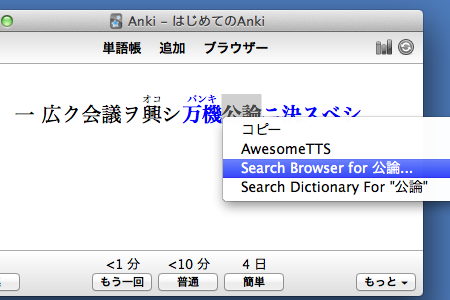 Anki – はじめてのAnki
単語帳 追加 ブラウザー
オコ バンキ
一 広ク会議ヲ興シ万機公論ニ決スベシ
コピー
AwesomeTTS
Search Browser for 公論...
Search Dictionary For "公論"
<1 分 <10 分 4 日
もう一回 普通 簡単 もっと